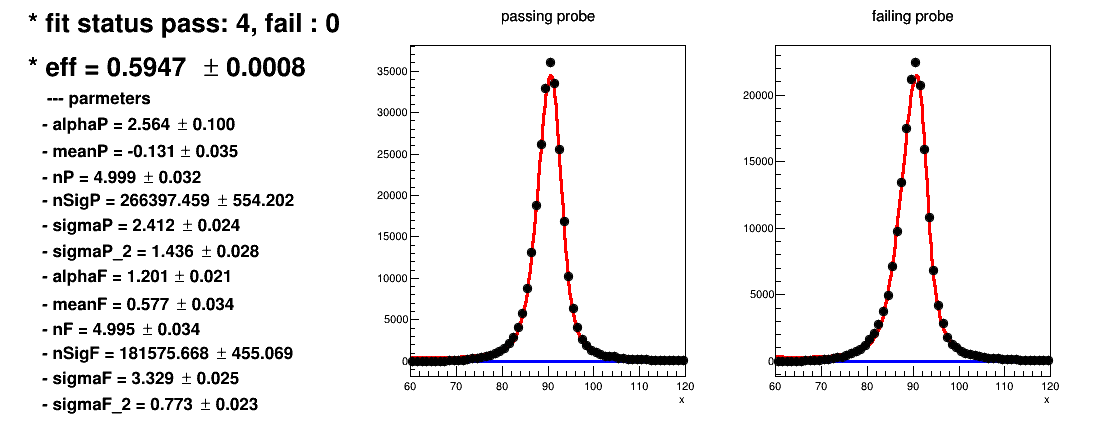 * fit status pass: 4, fail : 0
* eff = 0.5947 ± 0.0008
--- parmeters
- alphaP = 2.564 ± 0.100
- meanP = -0.131 ± 0.035
- nP = 4.999 ± 0.032
- nSigP = 266397.459 ± 554.202
- sigmaP = 2.412 ± 0.024
- sigmaP_2 = 1.436 ± 0.028
- alphaF = 1.201 ± 0.021
- meanF = 0.577 ± 0.034
- nF = 4.995 ± 0.034
- nSigF = 181575.668 ± 455.069
- sigmaF = 3.329 ± 0.025
- sigmaF_2 = 0.773 ± 0.023
passing probe
35000
30000
25000
20000
15000
10000
5000
0
60 70 80 90 100 110 120
x
failing probe
20000
15000
10000
5000
0
60 70 80 90 100 110 120
x